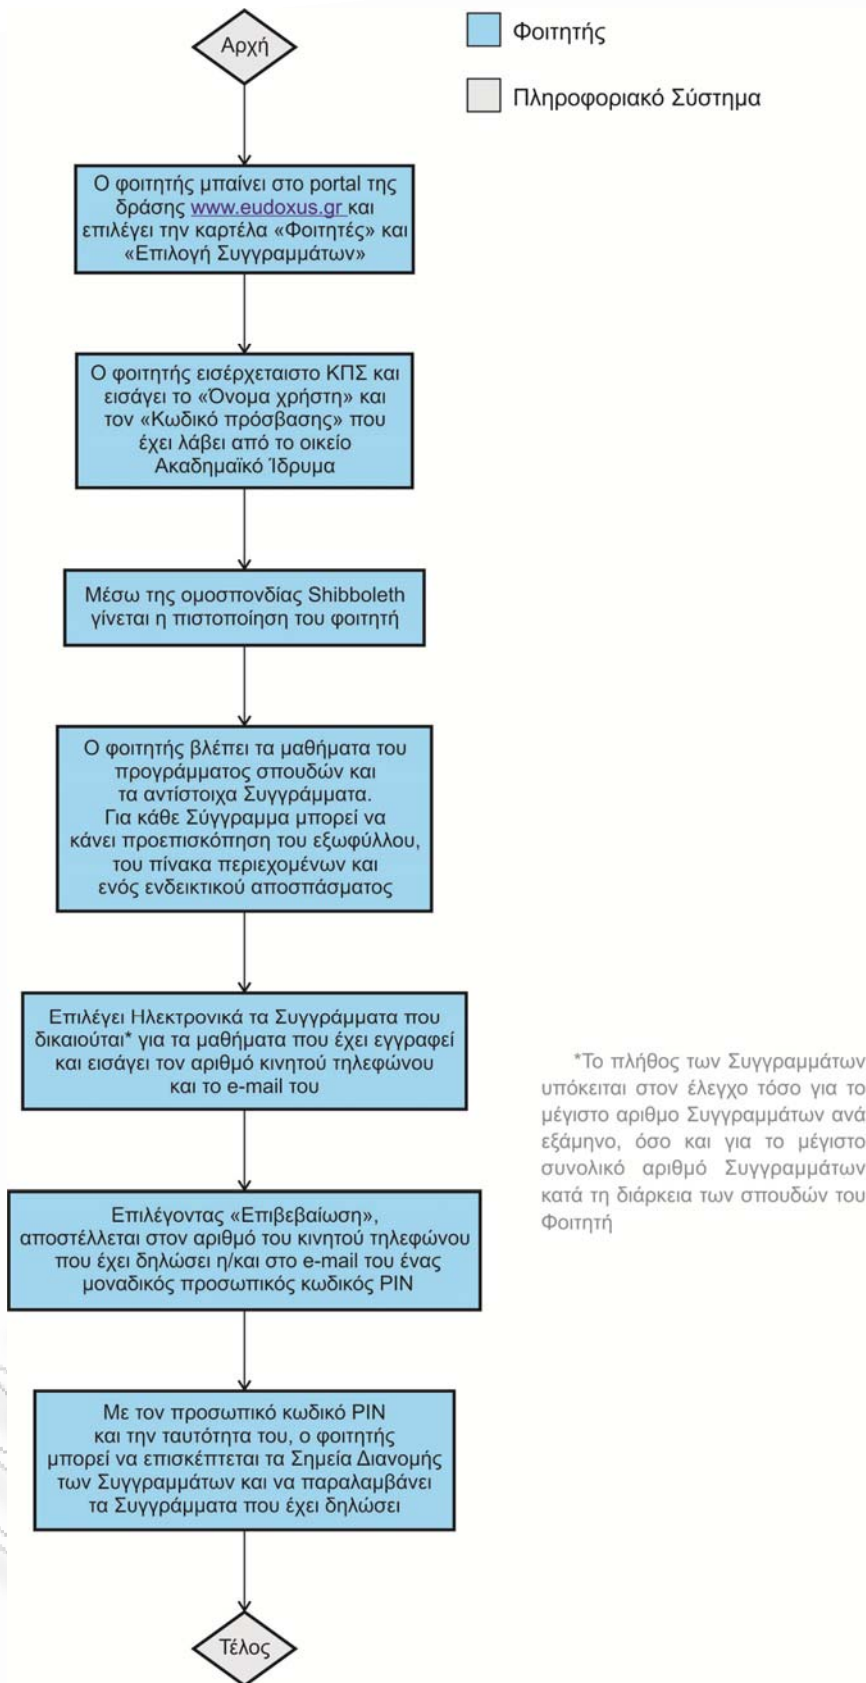 Αρχή
Φοιτητής
Πληροφοριακό Σύστημα
Ο φοιτητής μπαίνει στο portal της
δράσης www.eudoxus.gr και
επιλέγει την καρτέλα «Φοιτητές» και
«Επιλογή Συγγραμμάτων»
Ο φοιτητής εισέρχεταιστο ΚΠΣ και
εισάγει το «Όνομα χρήστη» και
τον «Κωδικό πρόσβασης» που
έχει λάβει από το οικείο
Ακαδημαϊκό Ίδρυμα
Μέσω της ομοσπονδίας Shibboleth
γίνεται η πιστοποίηση του φοιτητή
Ο φοιτητής βλέπει τα μαθήματα του
προγράμματος σπουδών και
τα αντίστοιχα Συγγράμματα.
Για κάθε Σύγγραμμα μπορεί να
κάνει προεπισκόπηση του εξωφύλλου,
του πίνακα περιεχομένων και
ενός ενδεικτικού αποσπάσματος
Επιλέγει Ηλεκτρονικά τα Συγγράμματα που
δικαιούται* για τα μαθήματα που έχει εγγραφεί
και εισάγει τον αριθμό κινητού τηλεφώνου
και το e-mail του
*Το πλήθος των Συγγραμμάτων
υπόκειται στον έλεγχο τόσο για το
μέγιστο αριθμο Συγγραμμάτων ανά
εξάμηνο, όσο και για το μέγιστο
συνολικό αριθμό Συγγραμμάτων
κατά τη διάρκεια των σπουδών του
Φοιτητή
Επιλέγοντας «Επιβεβαίωση»,
αποστέλλεται στον αριθμό του κινητού τηλεφώνου
που έχει δηλώσει η/και στο e-mail του ένας
μοναδικός προσωπικός κωδικός PIN
Με τον προσωπικό κωδικό PIN
και την ταυτότητα του, ο φοιτητής
μπορεί να επισκέπτεται τα Σημεία Διανομής
των Συγγραμμάτων και να παραλαμβάνει
τα Συγγράμματα που έχει δηλώσει
Τέλος